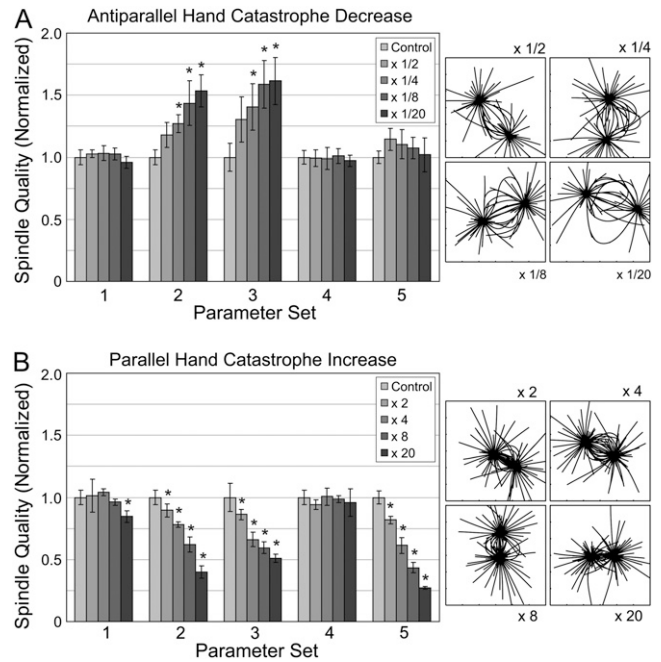 A
Antiparallel Hand Catastrophe Decrease
Spindle Quality (Normalized)
2.0
1.5
1.0
0.5
0
Control
x 1/2
x 1/4
x 1/8
x 1/20
* * *
* * *
1 2 3 4 5
Parameter Set
x 1/2 x 1/4
x 1/8 x 1/20
B
Parallel Hand Catastrophe Increase
Spindle Quality (Normalized)
2.0
1.5
1.0
0.5
0
Control
x 2
x 4
x 8
x 20
*
* * * *
* * * *
* * * *
1 2 3 4 5
Parameter Set
x 2 x 4
x 8 x 20